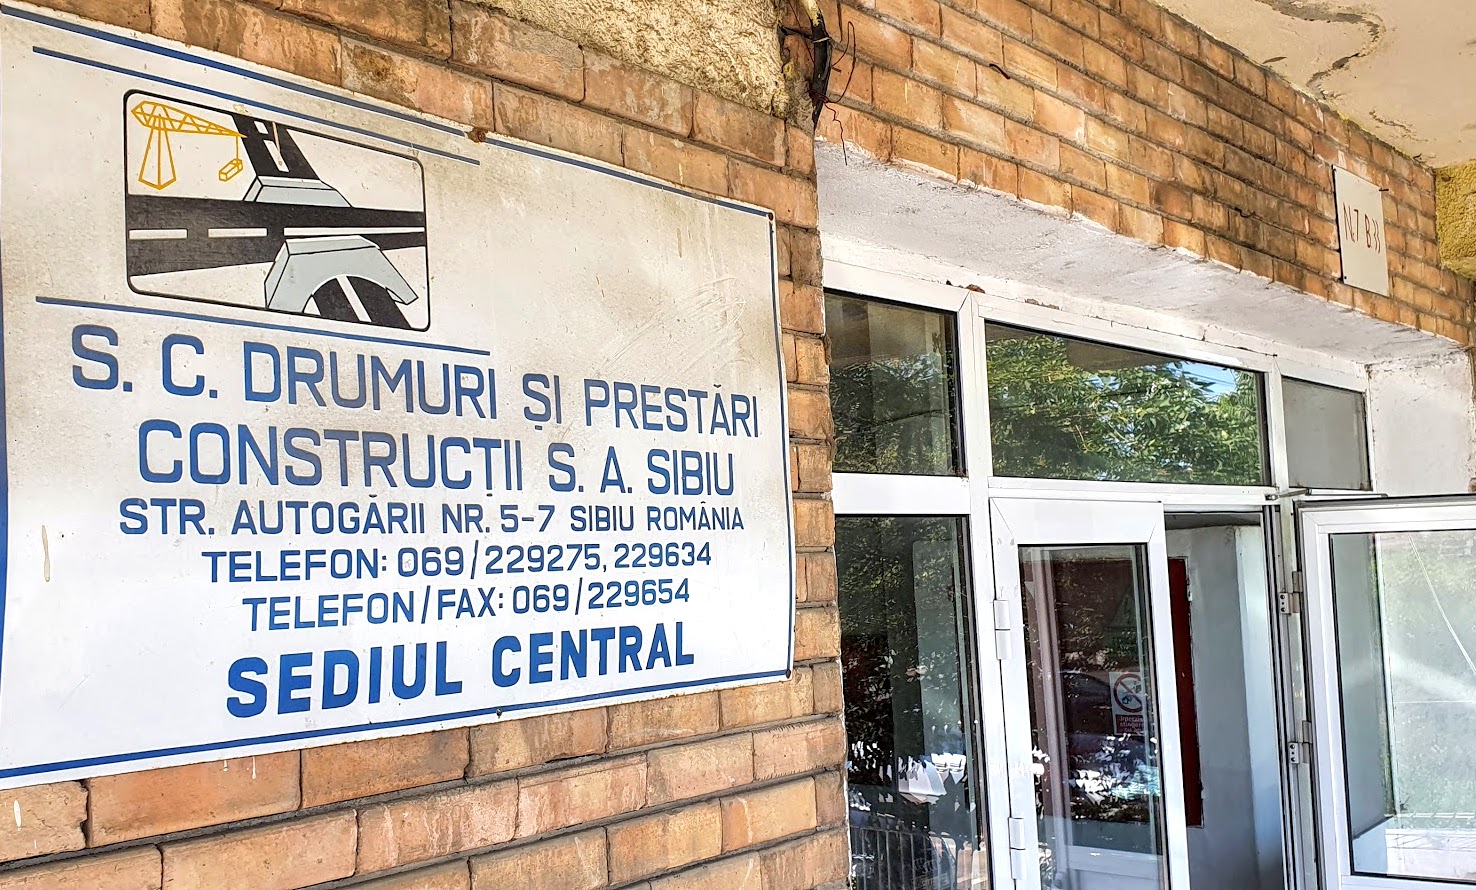 S. C. DRUMURI ȘI PRESTĂRI
CONSTRUCȚII S. A. SIBIU
STR. AUTOGĂRII NR. 5-7 SIBIU ROMÂNIA
TELEFON: 069/229275, 229634
TELEFON/FAX: 069/229654
SEDIUL CENTRAL